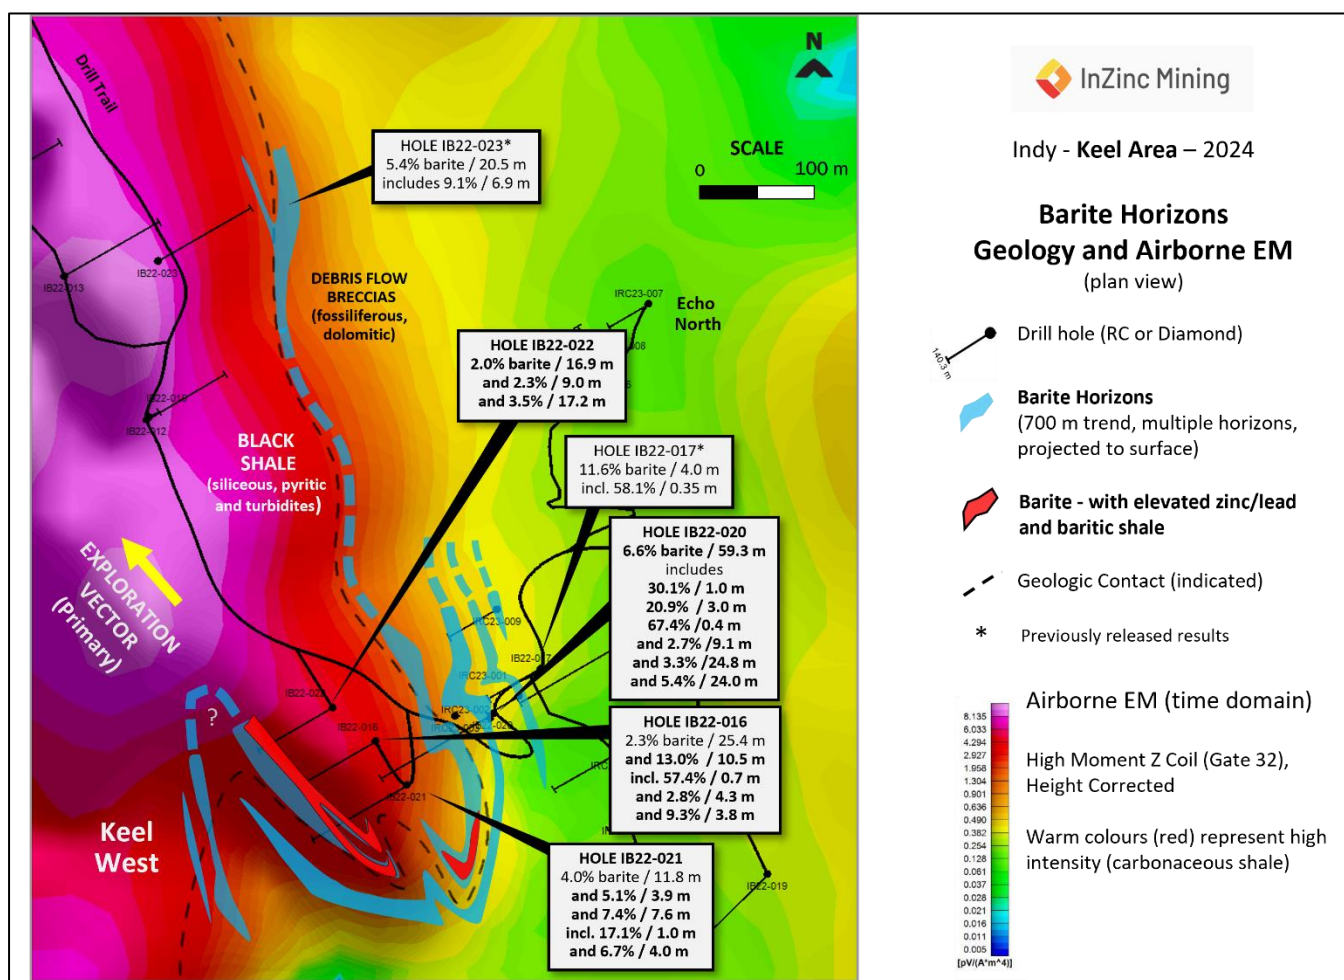 Drill Trail
N
HOLE IB22-023*
5.4% barite / 20.5 m
includes 9.1% / 6.9 m
SCALE
0 100 m
IB22-023
IB22-013
DEBRIS FLOW
BRECCIAS
(fossiliferous,
dolomitic)
IRC23-007
Echo
North
HOLE IB22-022
2.0% barite / 16.9 m
and 2.3% / 9.0 m
and 3.5% / 17.2 m
IB22-012
BLACK
SHALE
(siliceous, pyritic
and turbidites)
HOLE IB22-017*
11.6% barite / 4.0 m
incl. 58.1% / 0.35 m
HOLE IB22-020
6.6% barite / 59.3 m
includes
30.1% / 1.0 m
20.9% / 3.0 m
67.4% /0.4 m
and 2.7% /9.1 m
and 3.3% /24.8 m
and 5.4% / 24.0 m
EXPLORATION
VECTOR
(Primary)
IRC23-009
IRC23-001
IRC23-002
IB22-016
?
HOLE IB22-016
2.3% barite / 25.4 m
and 13.0% / 10.5 m
incl. 57.4% / 0.7 m
and 2.8% / 4.3 m
and 9.3% / 3.8 m
IB22-021
Keel
West
HOLE IB22-021
4.0% barite / 11.8 m
and 5.1% / 3.9 m
and 7.4% / 7.6 m
incl. 17.1% / 1.0 m
and 6.7% / 4.0 m
IB22-019
InZinc Mining
Indy - Keel Area – 2024
Barite Horizons
Geology and Airborne EM
(plan view)
140.3 m
Drill hole (RC or Diamond)
Barite Horizons
(700 m trend, multiple horizons,
projected to surface)
Barite - with elevated zinc/lead
and baritic shale
Geologic Contact (indicated)
* Previously released results
Airborne EM (time domain)
High Moment Z Coil (Gate 32),
Height Corrected
Warm colours (red) represent high
intensity (carbonaceous shale)
8.135
6.033
4.294
2.927
1.958
1.304
0.901
0.636
0.490
0.382
0.254
0.128
0.061
0.037
0.028
0.021
0.016
0.011
0.005
[pV/(A*m^4)]